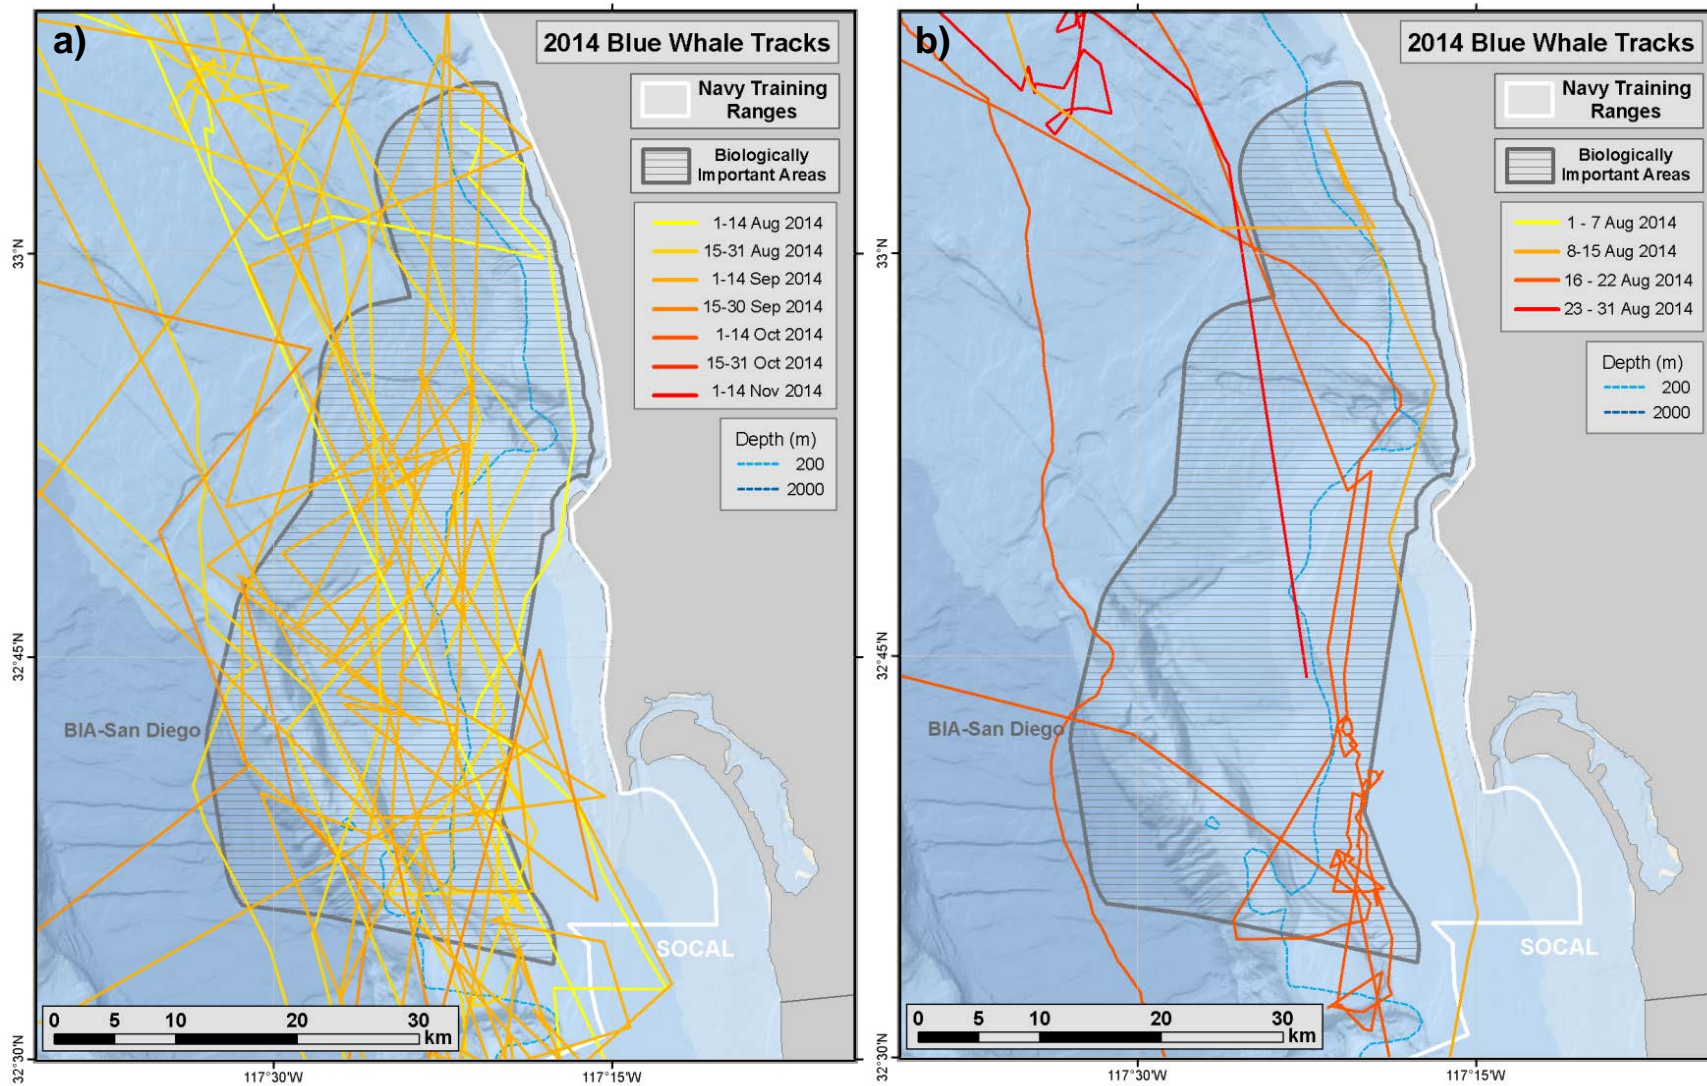 a)
2014 Blue Whale Tracks
Navy Training
Ranges
Biologically
Important Areas
1-14 Aug 2014
15-31 Aug 2014
1-14 Sep 2014
15-30 Sep 2014
1-14 Oct 2014
15-31 Oct 2014
1-14 Nov 2014
Depth (m)
200
2000
33°N
32°45'N
32°30'N
BIA-San Diego
SOCAL
0 5 10 20 30
km
117°30'W 117°15'W
b)
2014 Blue Whale Tracks
Navy Training
Ranges
Biologically
Important Areas
1 - 7 Aug 2014
8-15 Aug 2014
16 - 22 Aug 2014
23 - 31 Aug 2014
Depth (m)
200
2000
33°N
32°45'N
32°30'N
BIA-San Diego
SOCAL
0 5 10 20 30
km
117°30'W 117°15'W